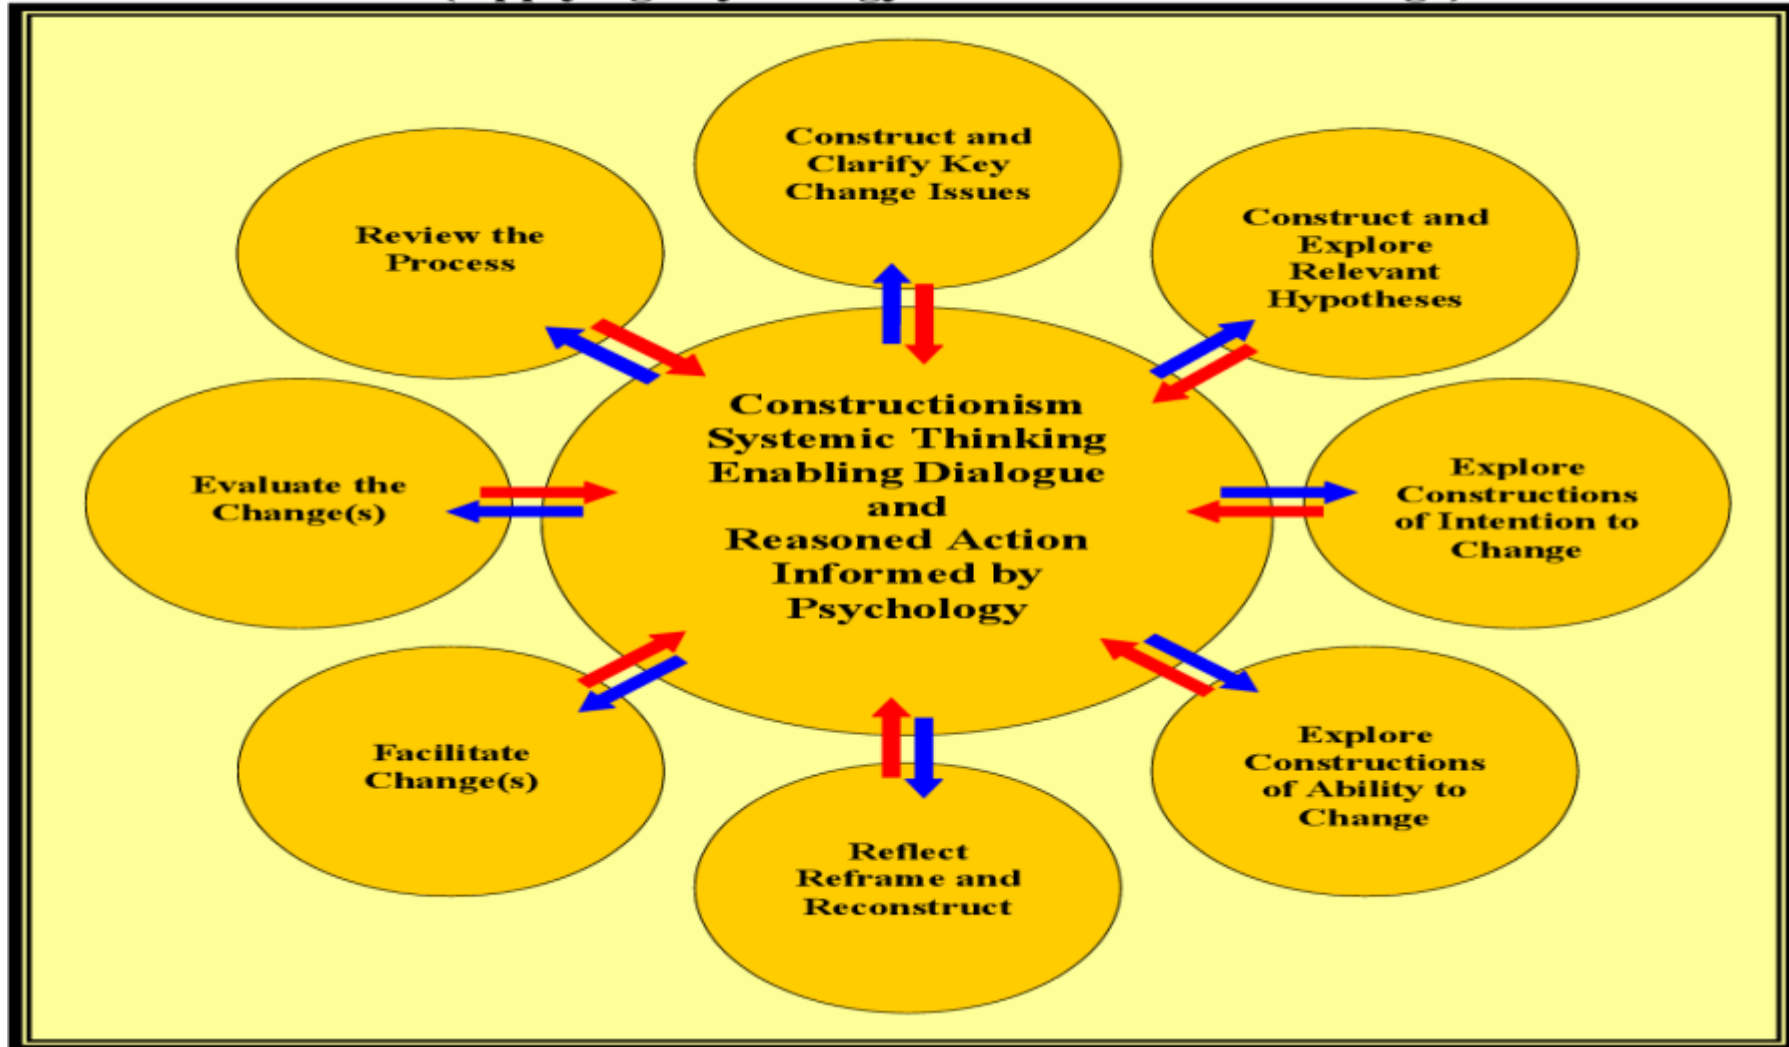 Construct and
Clarify Key
Change Issues
Construct and
Explore
Relevant
Hypotheses
Explore
Constructions
of Intention to
Change
Explore
Constructions
of Ability to
Change
Reflect
Reframe and
Reconstruct
Facilitate
Change(s)
Evaluate the
Change(s)
Review the
Process
Constructionism
Systemic Thinking
Enabling Dialogue
and
Reasoned Action
Informed by
Psychology